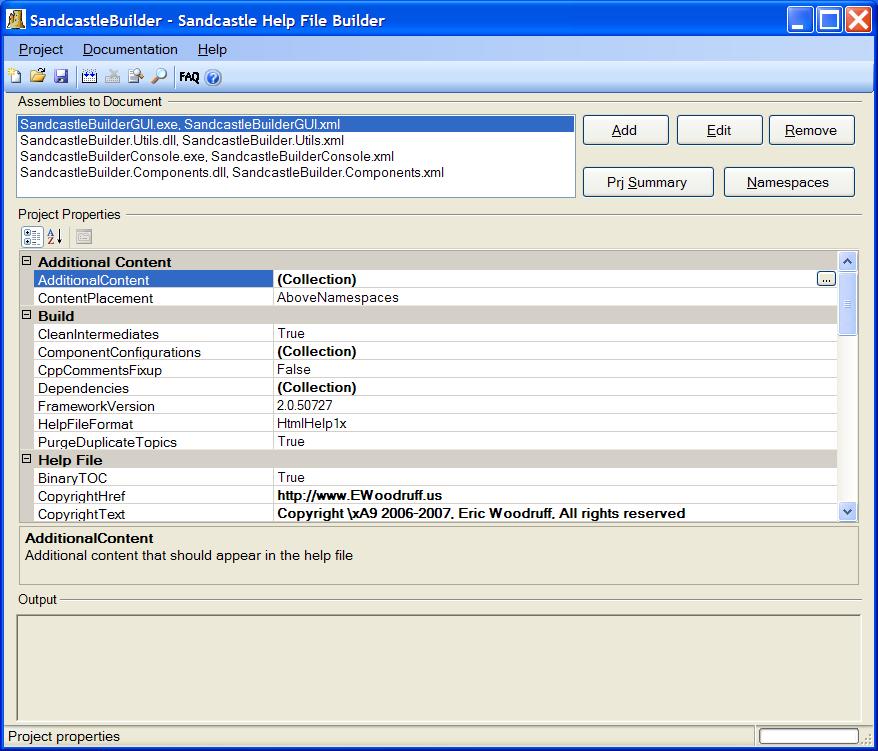 SandcastleBuilder - Sandcastle Help File Builder
Project Documentation Help
FAQ
Assemblies to Document
SandcastleBuilderGUI.exe, SandcastleBuilderGUI.xml
SandcastleBuilder.Utils.dll, SandcastleBuilder.Utils.xml
SandcastleBuilderConsole.exe, SandcastleBuilderConsole.xml
SandcastleBuilder.Components.dll, SandcastleBuilder.Components.xml
Add Edit Remove
Prj Summary Namespaces
Project Properties
Additional Content
AdditionalContent (Collection) ...
ContentPlacement AboveNamespaces
Build
CleanIntermediates True
ComponentConfigurations (Collection)
CppCommentsFixup False
Dependencies (Collection)
FrameworkVersion 2.0.50727
HelpFileFormat HtmlHelp1x
PurgeDuplicateTopics True
Help File
BinaryTOC True
CopyrightHref http://www.EWoodruff.us
CopyrightText Copyright \xA9 2006-2007, Eric Woodruff, All rights reserved
AdditionalContent
Additional content that should appear in the help file
Output
Project properties